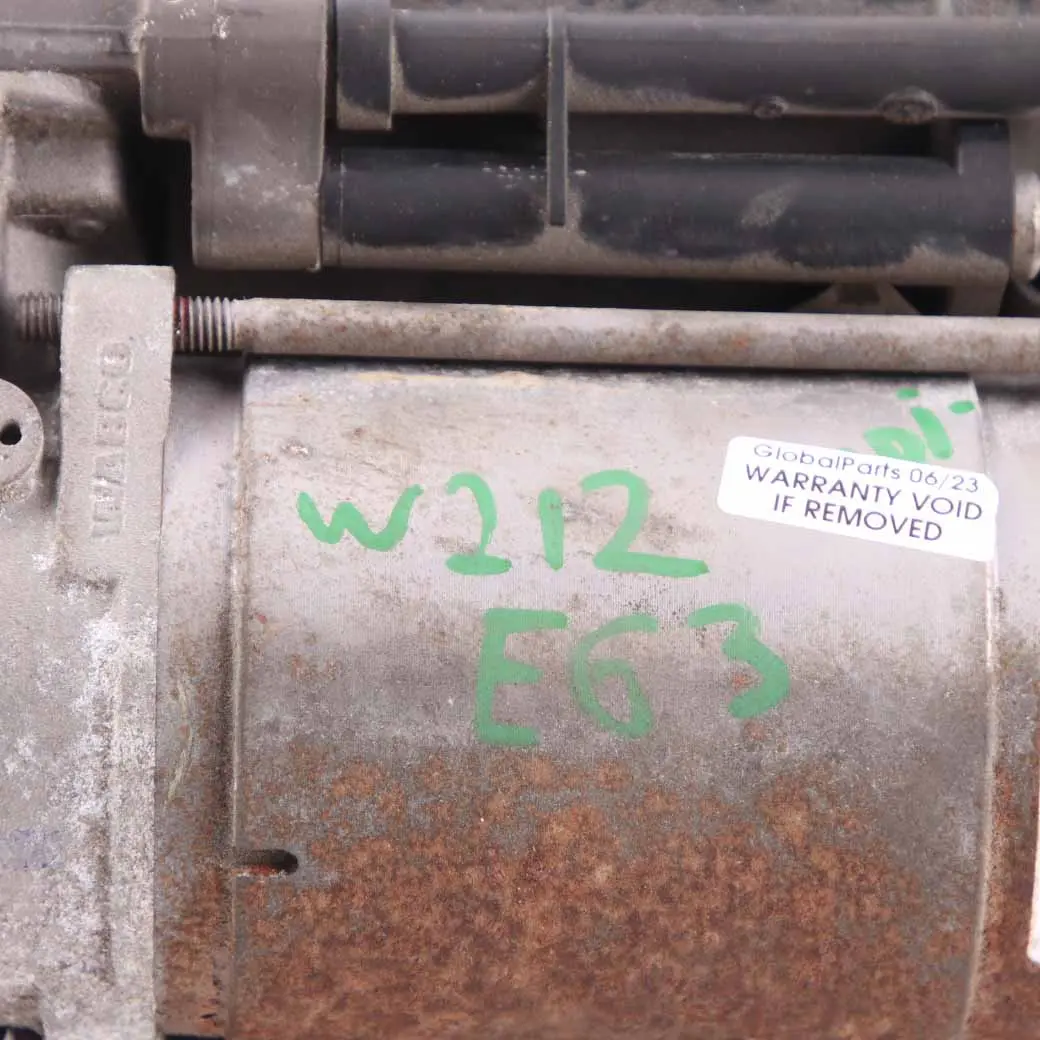 WABCO
GlobalParts 06/23
WARRANTY VOID
IF REMOVED
W212
E63